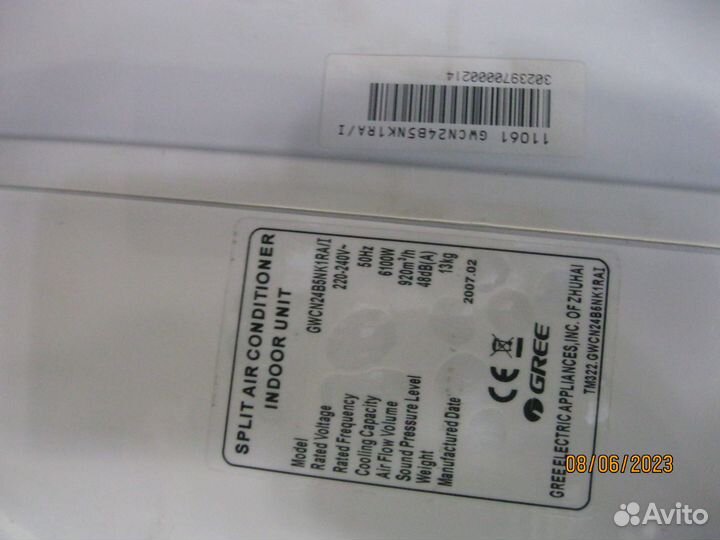 3023970000214
11061 GWCN24B5NK1RA/I
SPLIT AIR CONDITIONER
INDOOR UNIT
Model GWCN24B5NK1RA/I
Rated Voltage 220-240V~
Rated Frequency 50Hz
Cooling Capacity 6100W
Air Flow Volume 920m³/h
Sound Pressure Level 48dB(A)
Weight 13kg
Manufactured Date 2007.02
CE
GREE
GREE ELECTRIC APPLIANCES,INC. OF ZHUHAI
TM322.GWCN24B5NK1RAI
08/06/2023
Avito